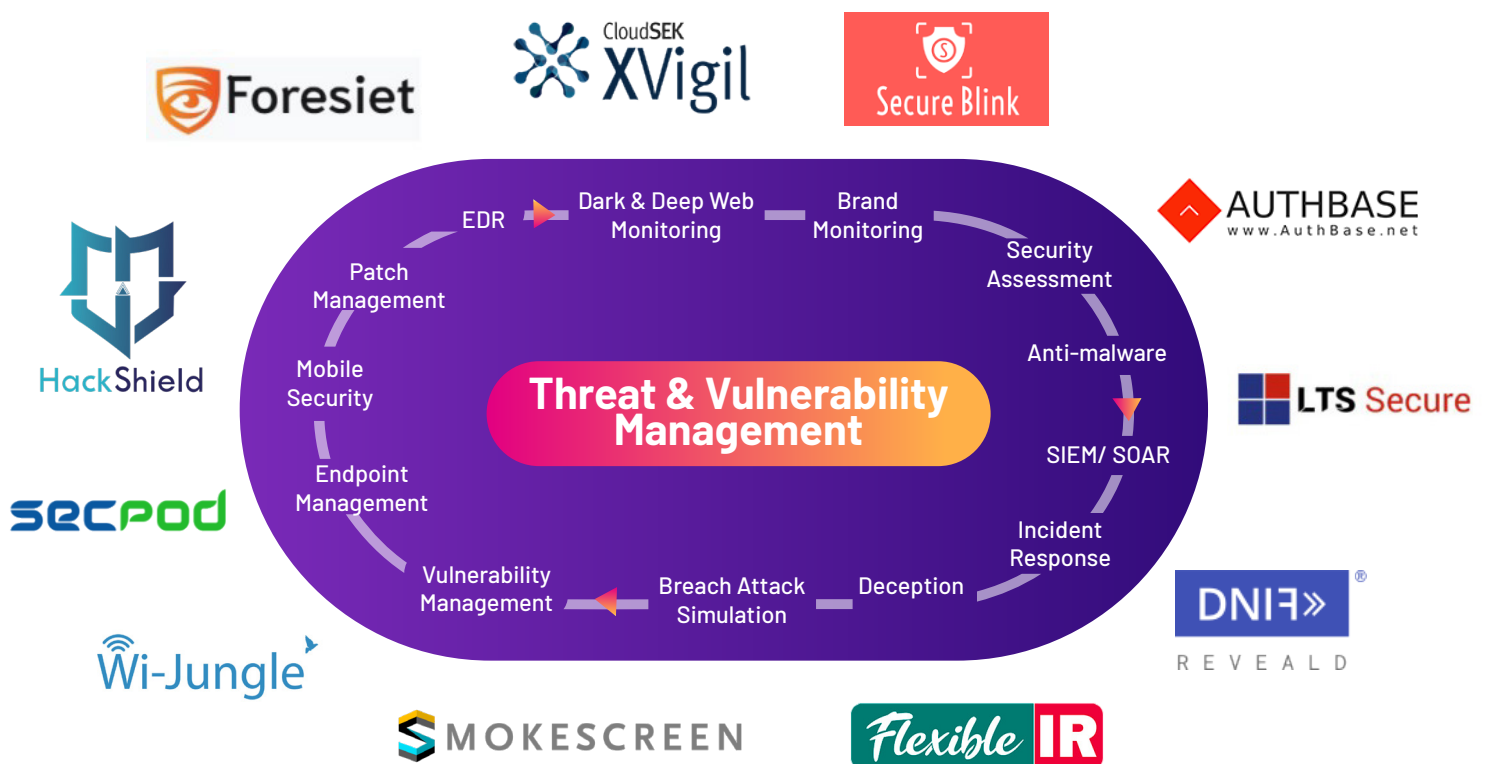 CloudSEK
XVigil
Foresiet
Secure Blink
AUTHBASE
www.AuthBase.net
HackShield
LTS Secure
secpod
DNIF»
®
REVEALD
Wi-Jungle
SMOKESCREEN
Flexible IR
EDR
Dark & Deep Web
Monitoring
Brand
Monitoring
Security
Assessment
Anti-malware
SIEM/ SOAR
Incident
Response
Deception
Breach Attack
Simulation
Vulnerability
Management
Endpoint
Management
Mobile
Security
Patch
Management
Threat & Vulnerability
Management